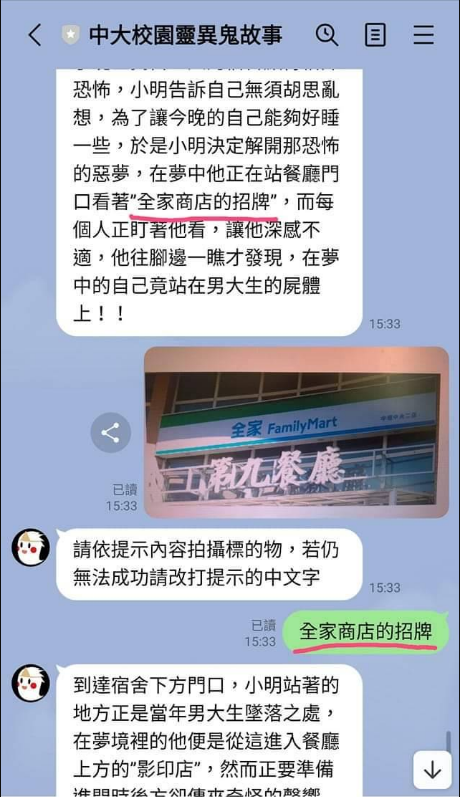 中大校園靈異鬼故事
恐怖，小明告訴自己無須胡思亂
想，為了讓今晚的自己能夠好睡
一些，於是小明決定解開那恐怖
的惡夢，在夢中他正在站餐廳門
口看著"全家商店的招牌"，而每
個人正盯著他看，讓他深感不
適，他往腳邊一瞧才發現，在夢
中的自己竟站在男大生的屍體
上！！
15:33
全家 FamilyMart
第九餐廳
已讀
15:33
請依提示內容拍攝標的物，若仍
無法成功請改打提示的中文字
15:33
已讀
15:33
全家商店的招牌
到達宿舍下方門口，小明站著的
地方正是當年男大生墜落之處，
在夢境裡的他便是從這進入餐廳
上方的"影印店"，然而正要準備